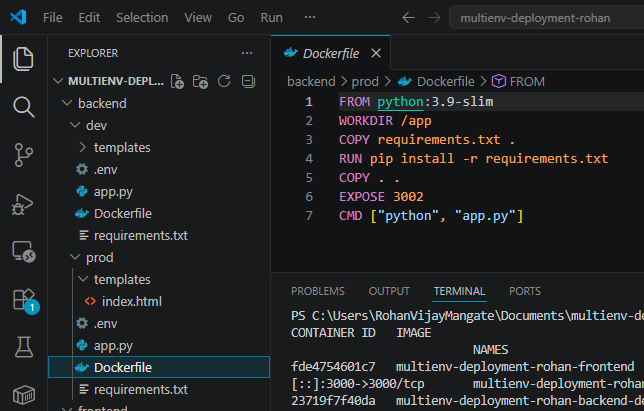 File Edit Selection View Go Run ...
multienv-deployment-rohan
EXPLORER
MULTIENV-DEPL...
backend
dev
templates
.env
app.py
Dockerfile
requirements.txt
prod
templates
index.html
.env
app.py
Dockerfile
requirements.txt
frontend
1
Dockerfile
backend > prod > Dockerfile > FROM
1 FROM python:3.9-slim
2 WORKDIR /app
3 COPY requirements.txt .
4 RUN pip install -r requirements.txt
5 COPY . .
6 EXPOSE 3002
7 CMD ["python", "app.py"]
PROBLEMS OUTPUT TERMINAL PORTS
PS C:\Users\RohanVijayMangate\Documents\multienv-de
CONTAINER ID IMAGE
NAMES
fde4754601c7 multienv-deployment-rohan-frontend
[::]:3000->3000/tcp multienv-deployment-rohan
23719f7f40da multienv-deployment-rohan-backend-de